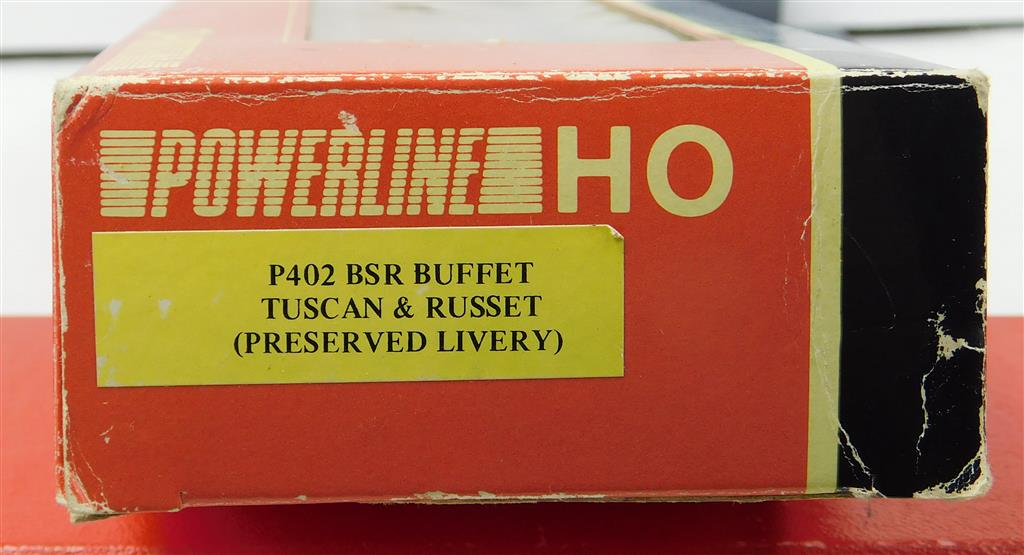 POWERLINE HO
P402 BSR BUFFET
TUSCAN & RUSSET
(PRESERVED LIVERY)